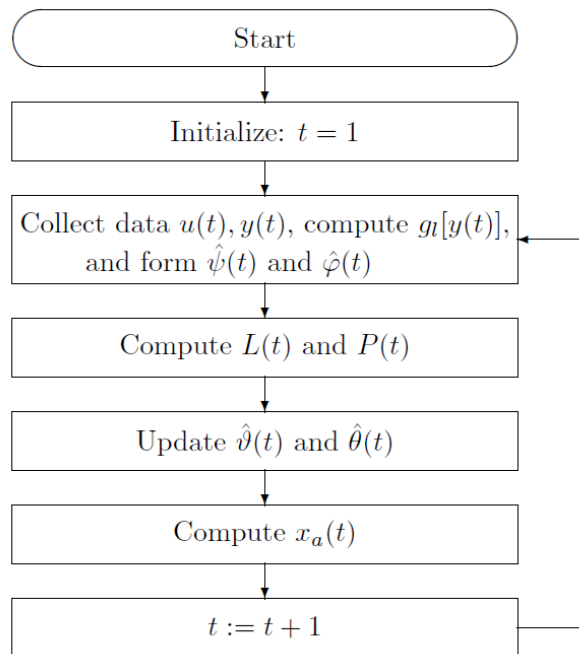 Start
Initialize: t = 1
Collect data u(t), y(t), compute g_l[y(t)],
and form ψ̂(t) and φ̂(t)
Compute L(t) and P(t)
Update ϑ̂(t) and θ̂(t)
Compute x_a(t)
t := t + 1